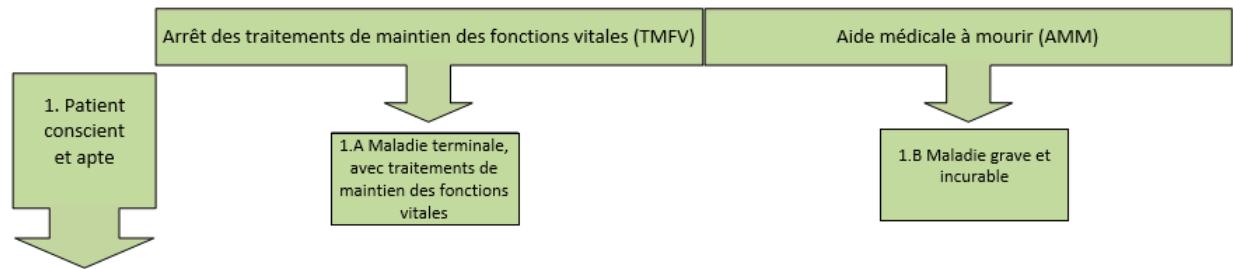 Arrêt des traitements de maintien des fonctions vitales (TMFV)
Aide médicale à mourir (AMM)
1. Patient
conscient
et apte
1.A Maladie terminale,
avec traitements de
maintien des fonctions
vitales
1.B Maladie grave et
incurable